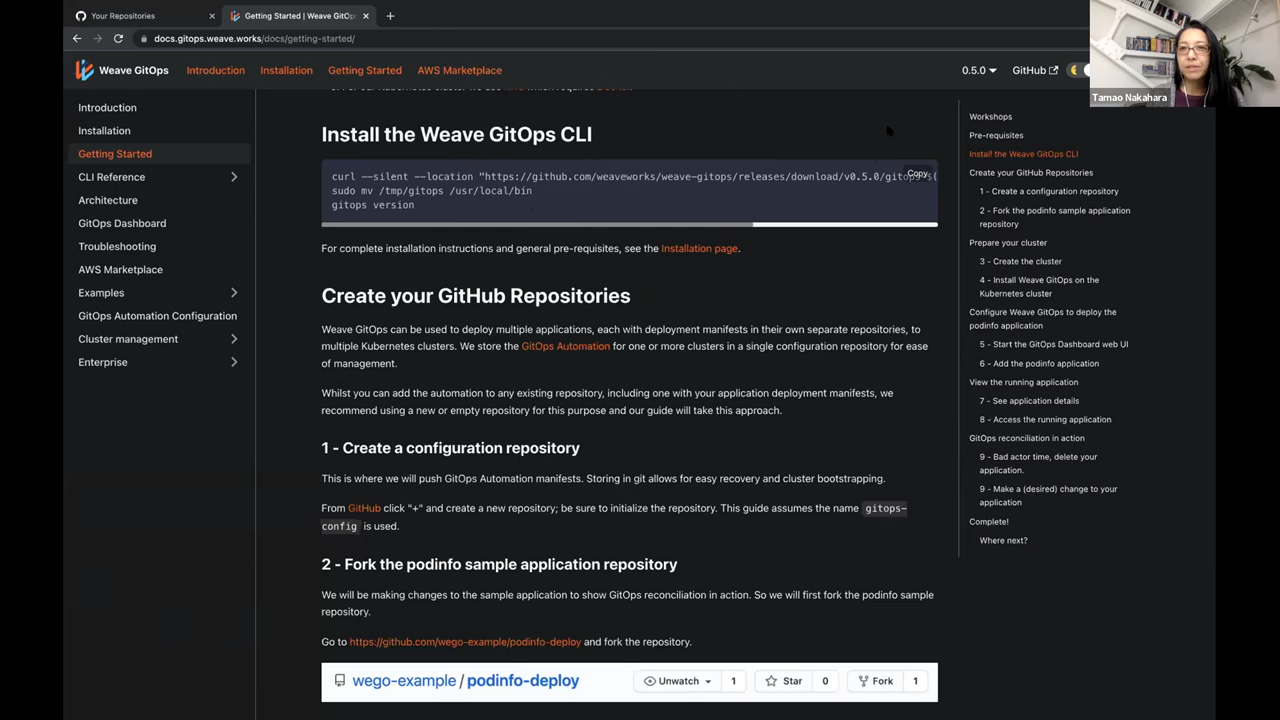 Your Repositories
Getting Started | Weave GitOps
docs.gitops.weave.works/docs/getting-started/
Weave GitOps
Introduction
Installation
Getting Started
AWS Marketplace
0.5.0
GitHub
Tamao Nakahara
Introduction
Installation
Getting Started
CLI Reference
Architecture
GitOps Dashboard
Troubleshooting
AWS Marketplace
Examples
GitOps Automation Configuration
Cluster management
Enterprise
Install the Weave GitOps CLI
curl --silent --location "https://github.com/weaveworks/weave-gitops/releases/download/v0.5.0/gitops-$(
Copy
sudo mv /tmp/gitops /usr/local/bin
gitops version
For complete installation instructions and general pre-requisites, see the Installation page.
Create your GitHub Repositories
Weave GitOps can be used to deploy multiple applications, each with deployment manifests in their own separate repositories, to
multiple Kubernetes clusters. We store the GitOps Automation for one or more clusters in a single configuration repository for ease
of management.
Whilst you can add the automation to any existing repository, including one with your application deployment manifests, we
recommend using a new or empty repository for this purpose and our guide will take this approach.
1 - Create a configuration repository
This is where we will push GitOps Automation manifests. Storing in git allows for easy recovery and cluster bootstrapping.
From GitHub click "+" and create a new repository; be sure to initialize the repository. This guide assumes the name gitops-
config is used.
2 - Fork the podinfo sample application repository
We will be making changes to the sample application to show GitOps reconciliation in action. So we will first fork the podinfo sample
repository.
Go to https://github.com/wego-example/podinfo-deploy and fork the repository.
wego-example / podinfo-deploy
Unwatch 1
Star 0
Fork 1
Workshops
Pre-requisites
Install the Weave GitOps CLI
Create your GitHub Repositories
1 - Create a configuration repository
2 - Fork the podinfo sample application
repository
Prepare your cluster
3 - Create the cluster
4 - Install Weave GitOps on the
Kubernetes cluster
Configure Weave GitOps to deploy the
podinfo application
5 - Start the GitOps Dashboard web UI
6 - Add the podinfo application
View the running application
7 - See application details
8 - Access the running application
GitOps reconciliation in action
9 - Bad actor time, delete your
application.
9 - Make a (desired) change to your
application
Complete!
Where next?